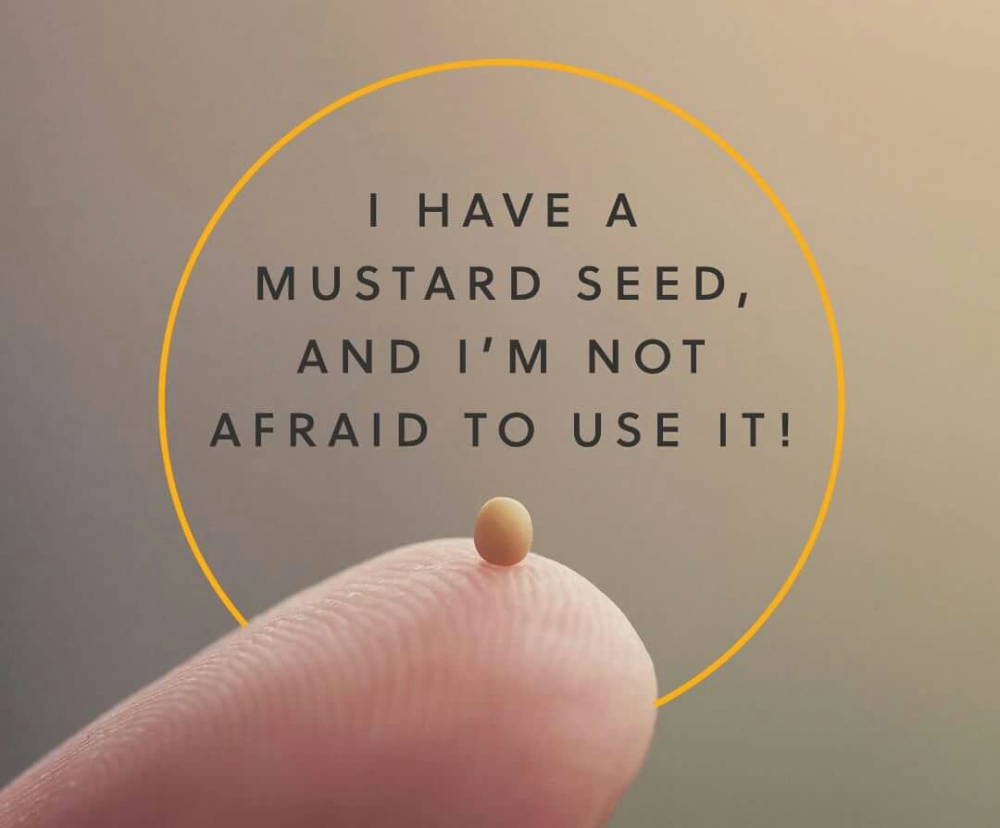 I HAVE A
MUSTARD SEED,
AND I'M NOT
AFRAID TO USE IT!